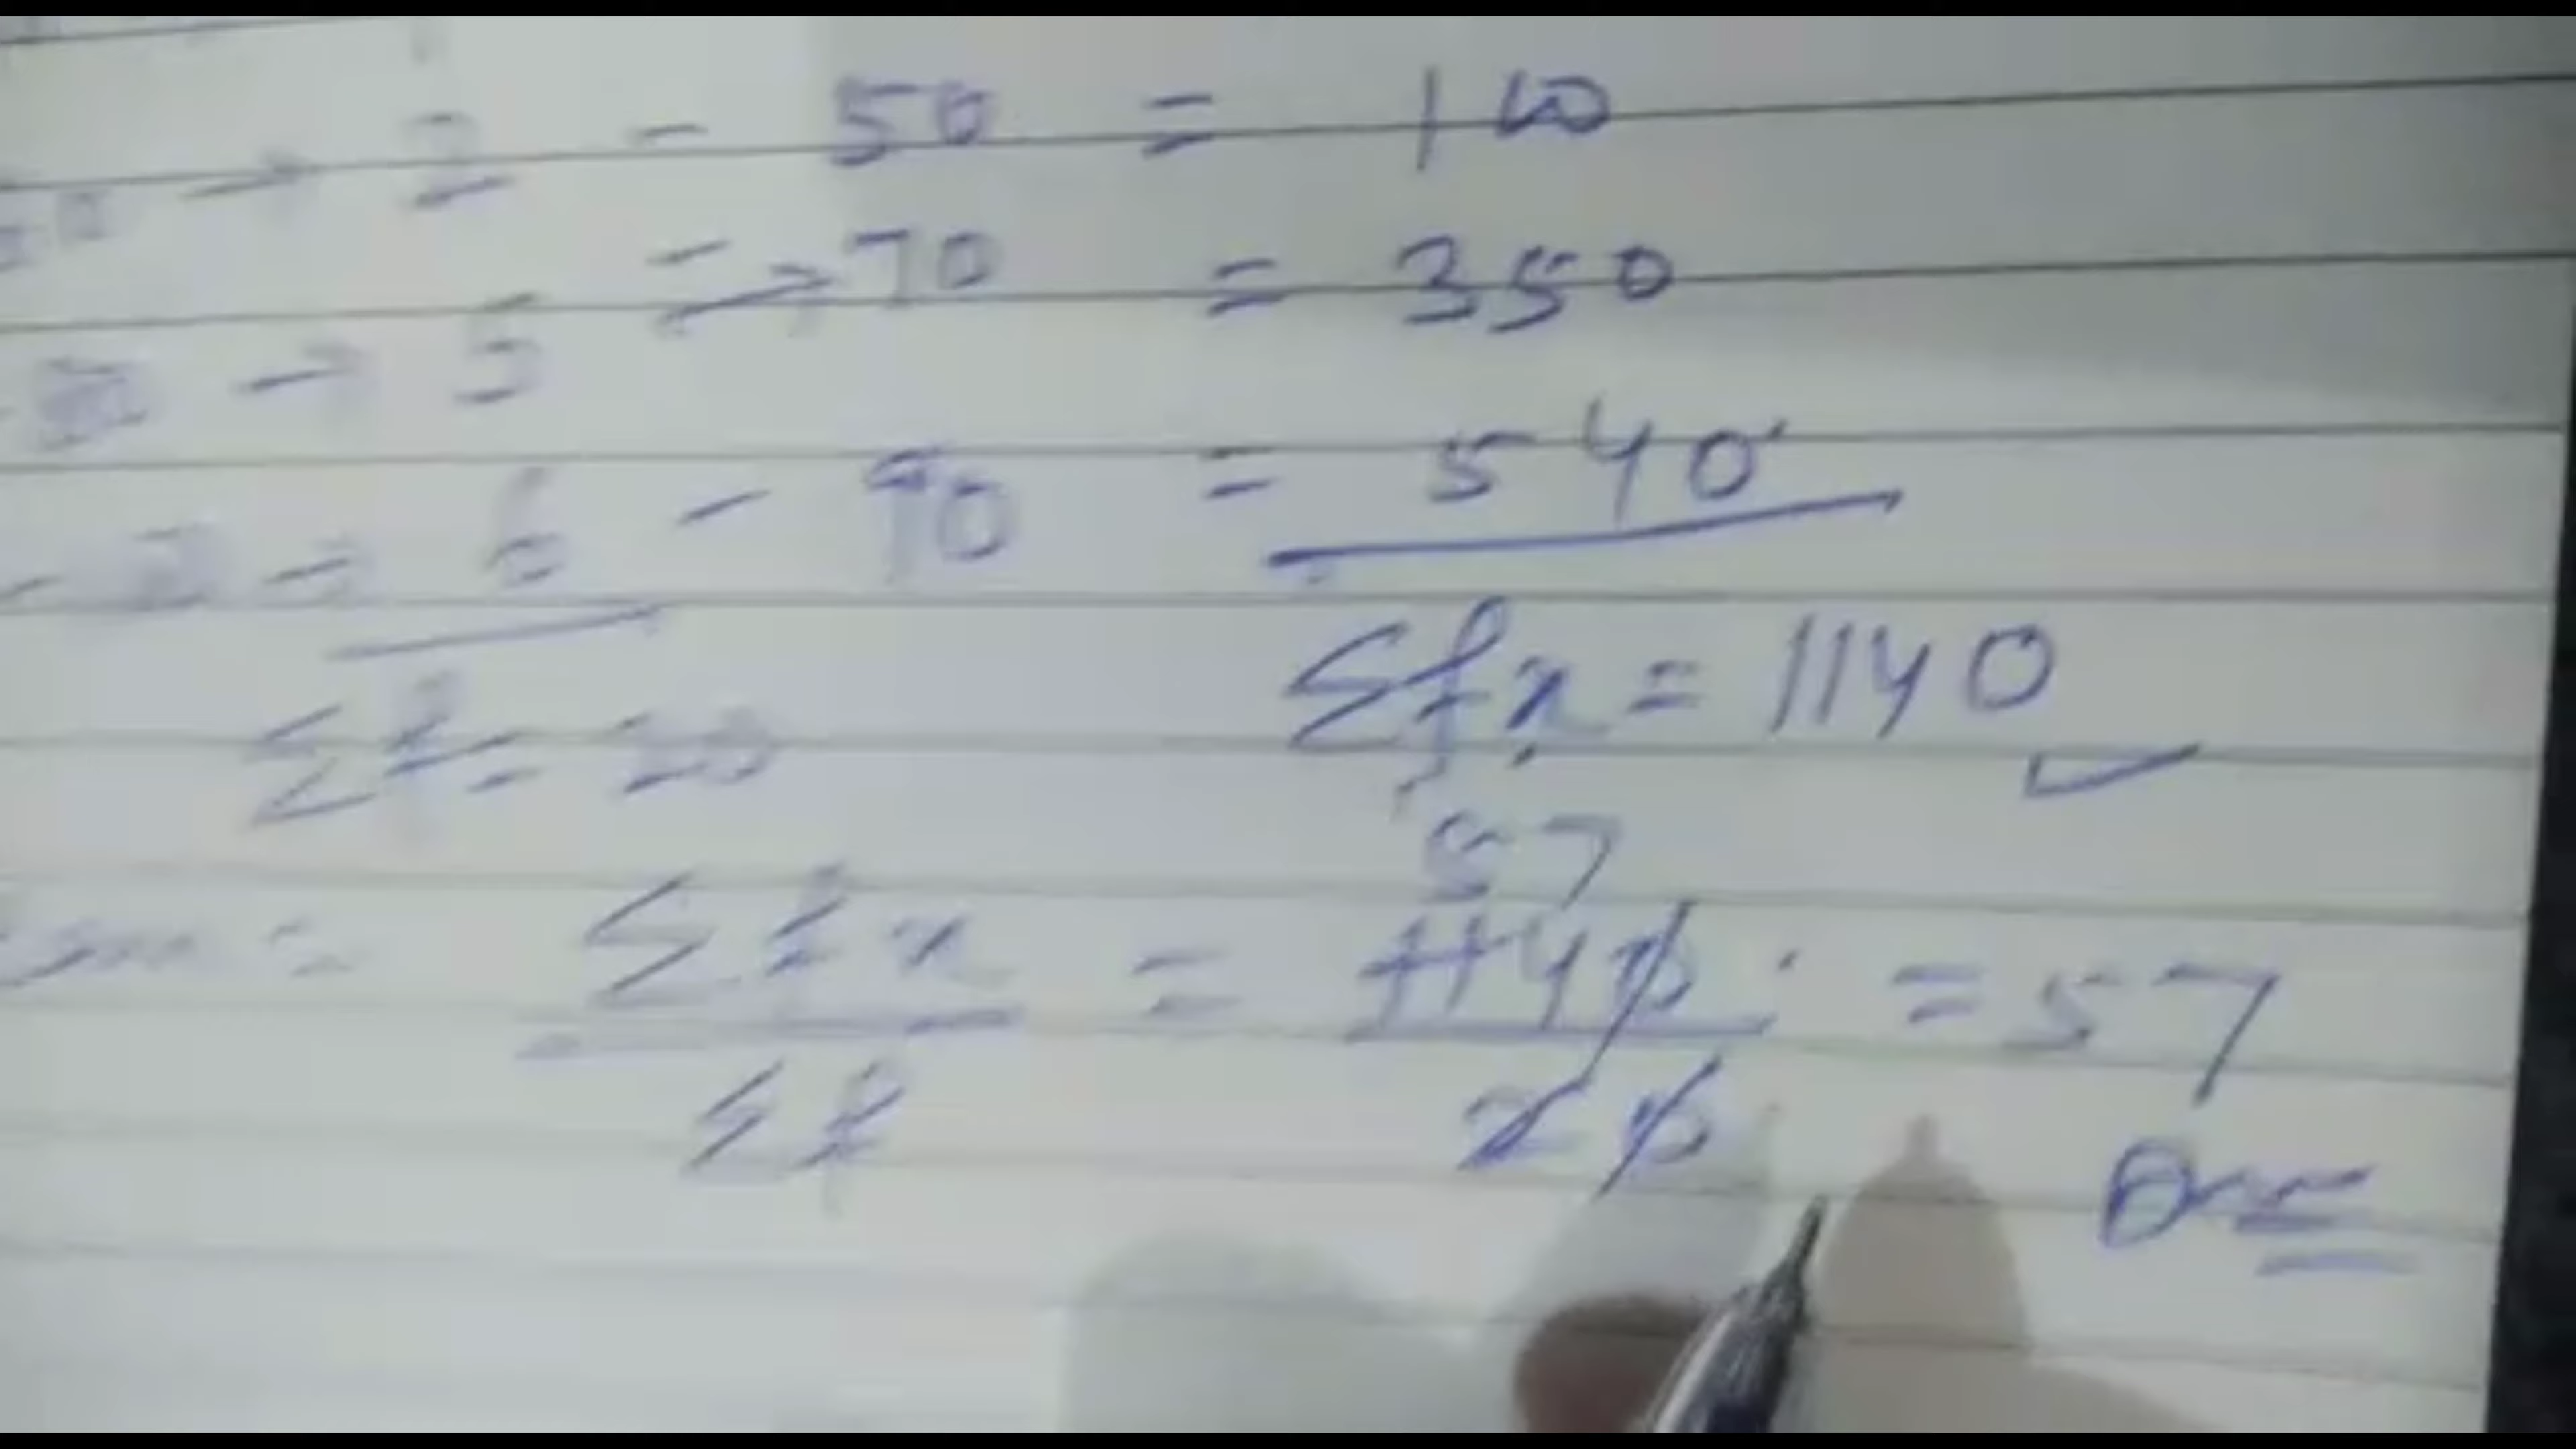 → 2 - 50 = 100
→ 5 → 70 = 350
→ 6 - 90 = 540
Σf = 20 Σfx = 1140
57
= Σfx/Σf = 1140/20 = 57
Ans